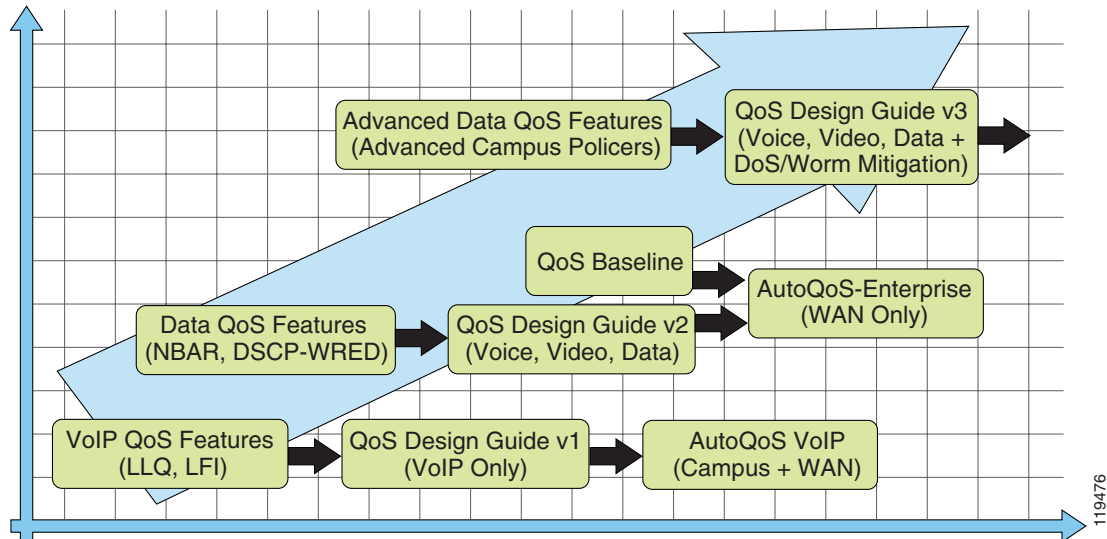 Advanced Data QoS Features
(Advanced Campus Policers)
QoS Design Guide v3
(Voice, Video, Data +
DoS/Worm Mitigation)
QoS Baseline
AutoQoS-Enterprise
(WAN Only)
Data QoS Features
(NBAR, DSCP-WRED)
QoS Design Guide v2
(Voice, Video, Data)
VoIP QoS Features
(LLQ, LFI)
QoS Design Guide v1
(VoIP Only)
AutoQoS VoIP
(Campus + WAN)
119476